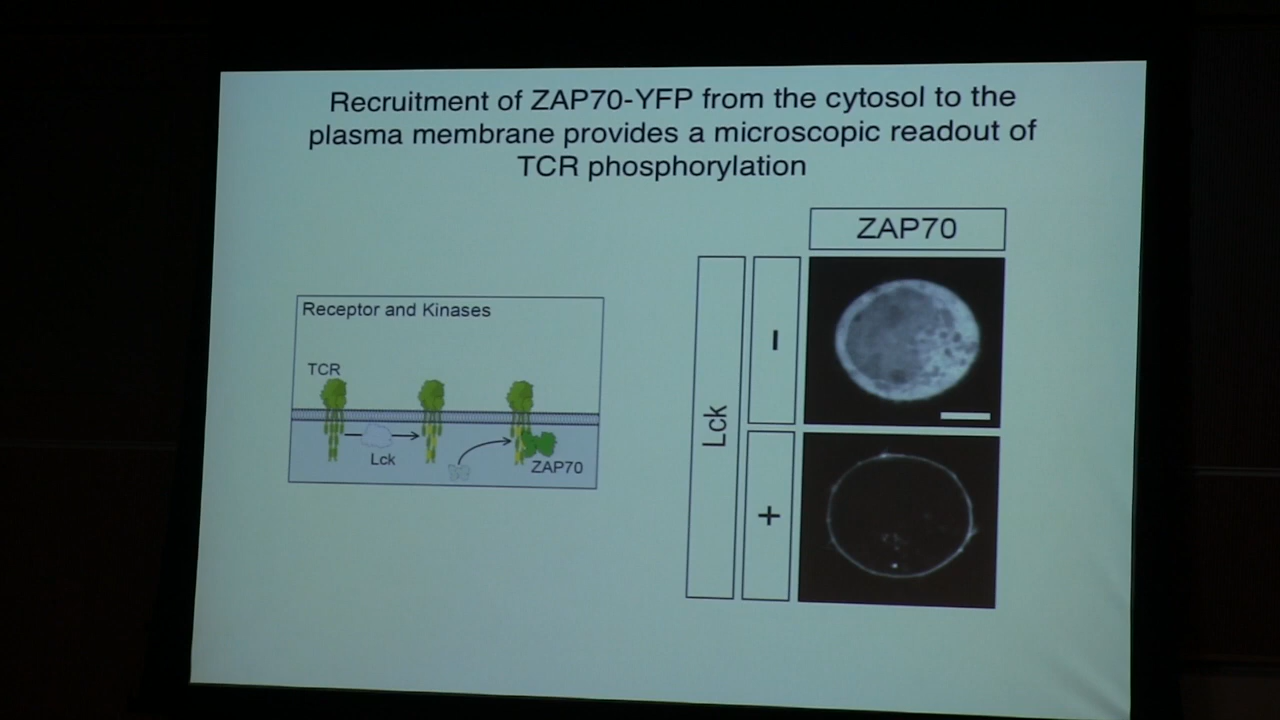 Recruitment of ZAP70-YFP from the cytosol to the
plasma membrane provides a microscopic readout of
TCR phosphorylation
Receptor and Kinases
TCR
Lck
ZAP70
ZAP70
Lck
-
+